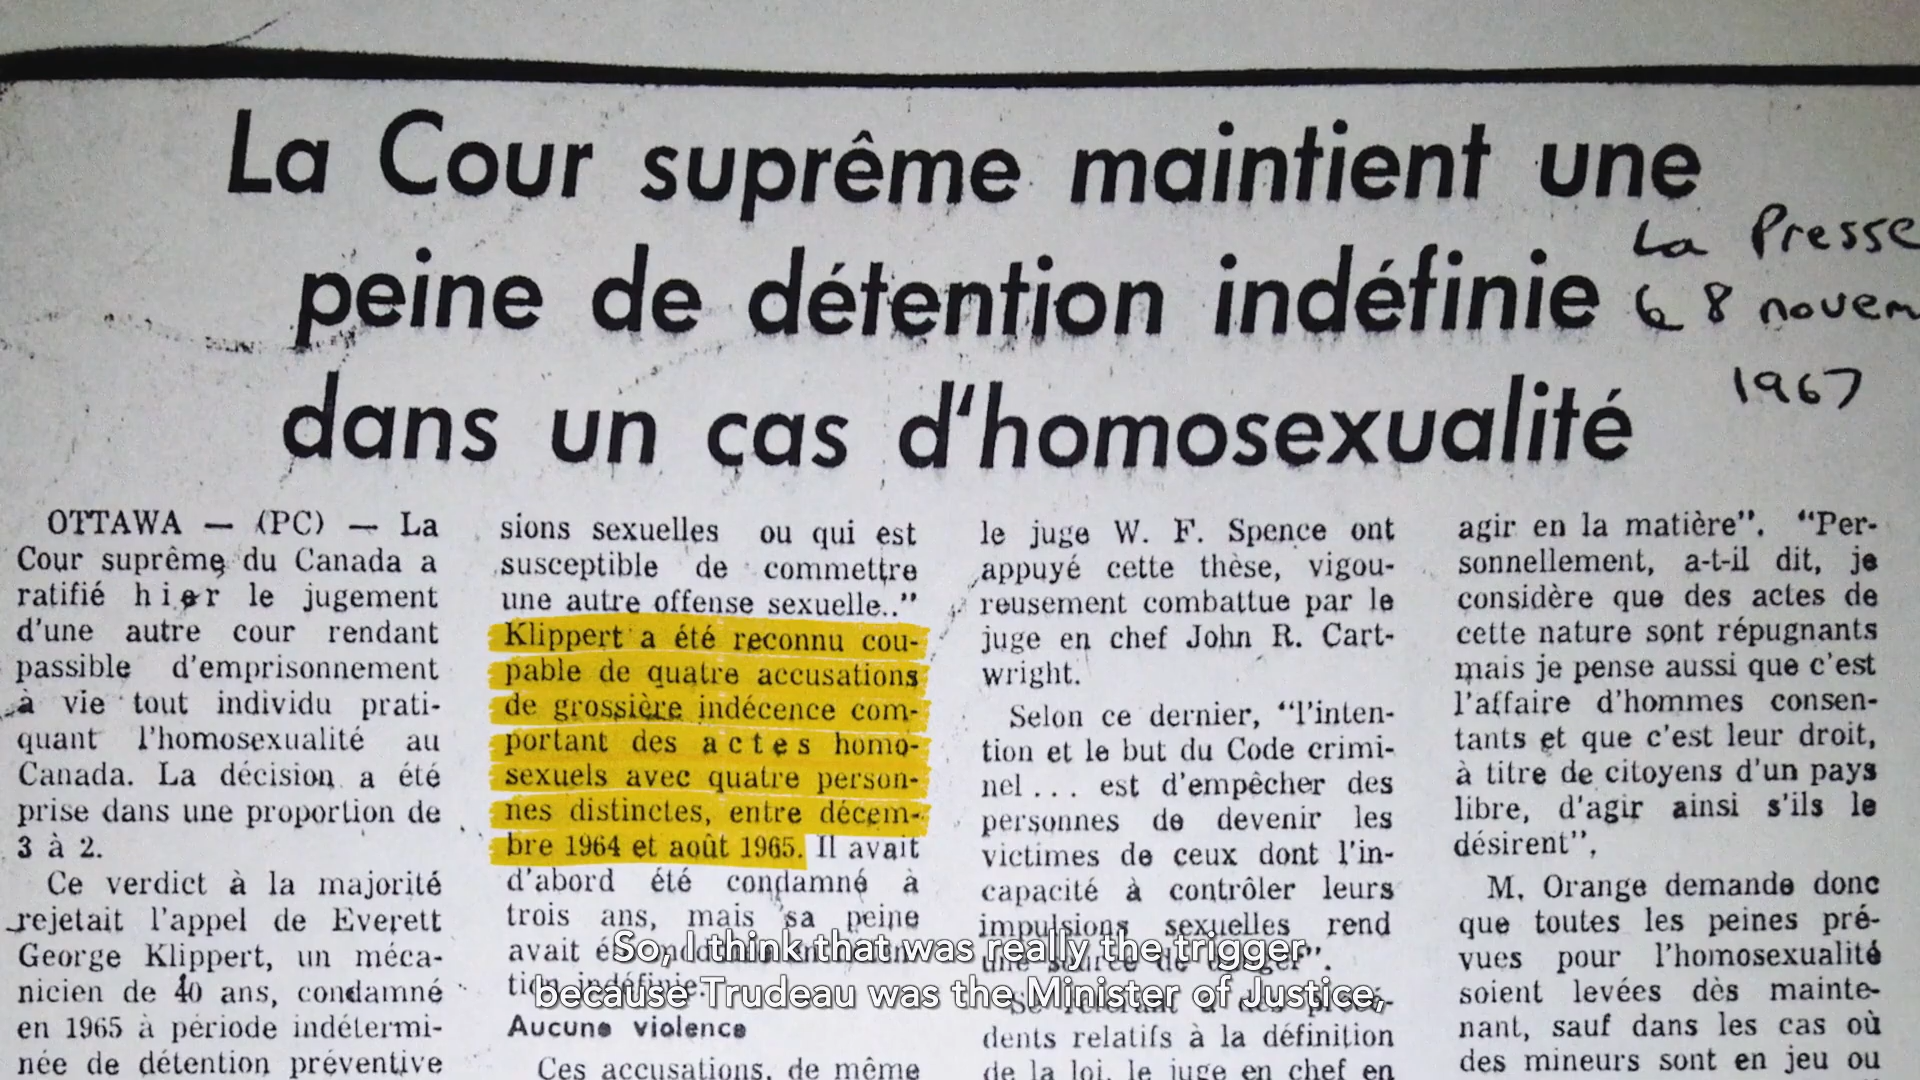 La Cour suprême maintient une
peine de détention indéfinie
dans un cas d'homosexualité
La Presse
8 novem
1967
OTTAWA — (PC) — La
Cour suprême du Canada a
ratifié hier le jugement
d'une autre cour rendant
passible d'emprisonnement
à vie tout individu prati-
quant l'homosexualité au
Canada. La décision a été
prise dans une proportion de
3 à 2.
Ce verdict à la majorité
rejetait l'appel de Everett
George Klippert, un méca-
nicien de 40 ans, condamné
en 1965 à période indétermi-
née de détention préventive
sions sexuelles ou qui est
susceptible de commettre
une autre offense sexuelle.."
Klippert a été reconnu cou-
pable de quatre accusations
de grossière indécence com-
portant des actes homo-
sexuels avec quatre person-
nes distinctes, entre décem-
bre 1964 et août 1965. Il avait
d'abord été condamné à
trois ans, mais sa peine
avait
indéfinie.
Aucune violence
Ces accusations, de même
le juge W. F. Spence ont
appuyé cette thèse, vigou-
reusement combattue par le
juge en chef John R. Cart-
wright.
Selon ce dernier, "l'inten-
tion et le but du Code crimi-
nel... est d'empêcher des
personnes de devenir les
victimes de ceux dont l'in-
capacité à contrôler leurs
impulsions sexuelles rend
une source de danger".
dents relatifs à la définition
de la loi, le juge en chef en
agir en la matière". "Per-
sonnellement, a-t-il dit, je
considère que des actes de
cette nature sont répugnants
mais je pense aussi que c'est
l'affaire d'hommes consen-
tants et que c'est leur droit,
à titre de citoyens d'un pays
libre, d'agir ainsi s'ils le
désirent".
M. Orange demande donc
que toutes les peines pré-
vues pour l'homosexualité
soient levées dès mainte-
nant, sauf dans les cas où
des mineurs sont en jeu ou
So, I think that was really the trigger
because Trudeau was the Minister of Justice,